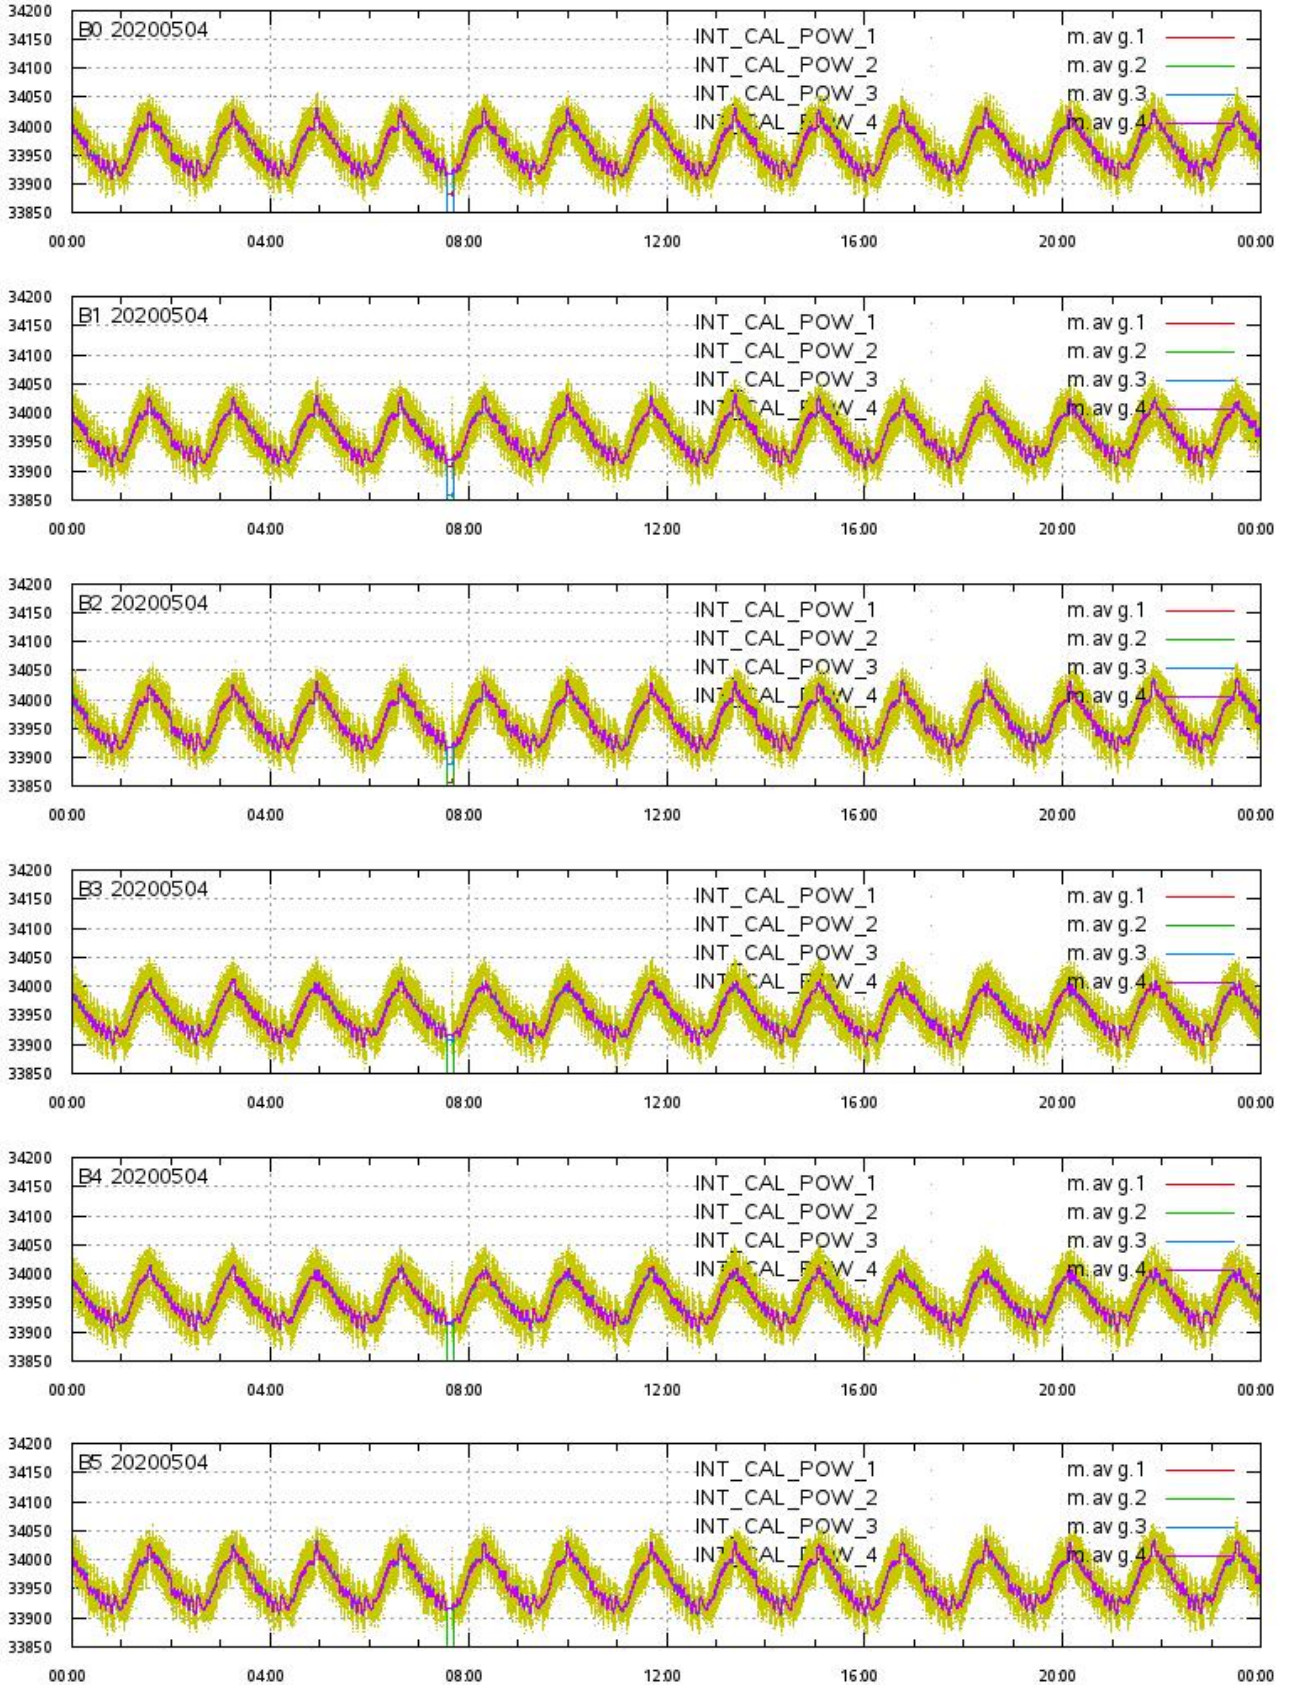 34200
B0 20200504 INT_CAL_POW_1 m.avg.1
34150
INT_CAL_POW_2 m.avg.2
34100
INT_CAL_POW_3 m.avg.3
34050
INT_CAL_POW_4 m.avg.4
34000
33950
33900
33850
00:00 04:00 08:00 12:00 16:00 20:00 00:00
34200
B1 20200504 INT_CAL_POW_1 m.avg.1
34150
INT_CAL_POW_2 m.avg.2
34100
INT_CAL_POW_3 m.avg.3
34050
INT_CAL_POW_4 m.avg.4
34000
33950
33900
33850
00:00 04:00 08:00 12:00 16:00 20:00 00:00
34200
B2 20200504 INT_CAL_POW_1 m.avg.1
34150
INT_CAL_POW_2 m.avg.2
34100
INT_CAL_POW_3 m.avg.3
34050
INT_CAL_POW_4 m.avg.4
34000
33950
33900
33850
00:00 04:00 08:00 12:00 16:00 20:00 00:00
34200
B3 20200504 INT_CAL_POW_1 m.avg.1
34150
INT_CAL_POW_2 m.avg.2
34100
INT_CAL_POW_3 m.avg.3
34050
INT_CAL_POW_4 m.avg.4
34000
33950
33900
33850
00:00 04:00 08:00 12:00 16:00 20:00 00:00
34200
B4 20200504 INT_CAL_POW_1 m.avg.1
34150
INT_CAL_POW_2 m.avg.2
34100
INT_CAL_POW_3 m.avg.3
34050
INT_CAL_POW_4 m.avg.4
34000
33950
33900
33850
00:00 04:00 08:00 12:00 16:00 20:00 00:00
34200
B5 20200504 INT_CAL_POW_1 m.avg.1
34150
INT_CAL_POW_2 m.avg.2
34100
INT_CAL_POW_3 m.avg.3
34050
INT_CAL_POW_4 m.avg.4
34000
33950
33900
33850
00:00 04:00 08:00 12:00 16:00 20:00 00:00